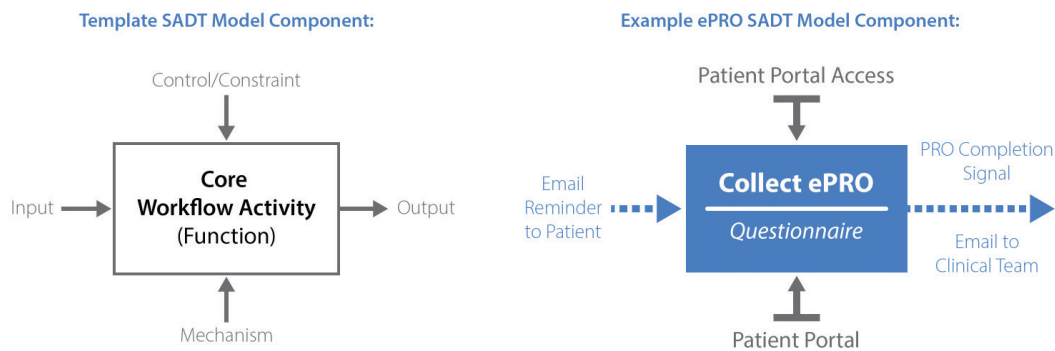 Template SADT Model Component:
Control/Constraint
Input
Core
Workflow Activity
(Function)
Output
Mechanism
Example ePRO SADT Model Component:
Patient Portal Access
Email
Reminder
to Patient
Collect ePRO
Questionnaire
PRO Completion
Signal
Email to
Clinical Team
Patient Portal